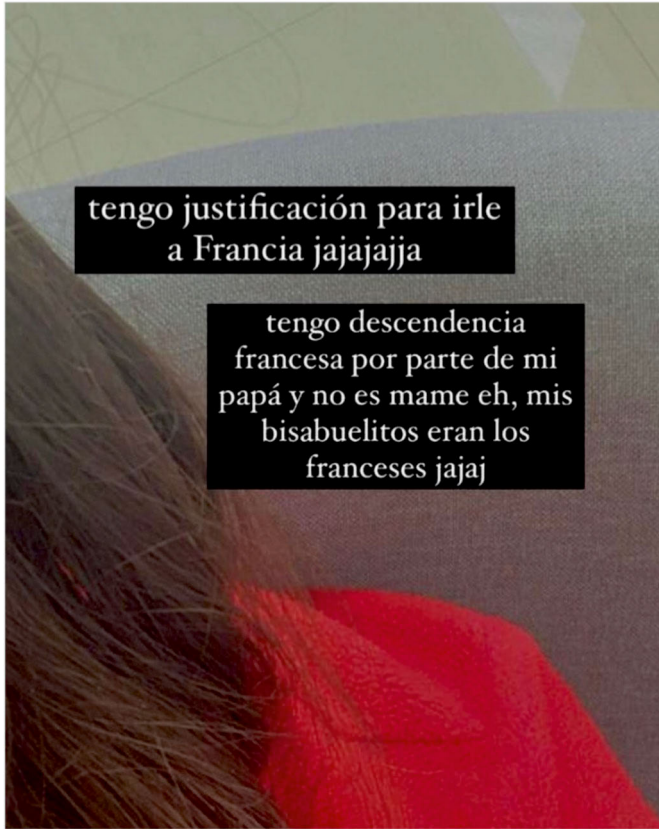 tengo justificación para irle
a Francia jajajajja
tengo descendencia
francesa por parte de mi
papá y no es mame eh, mis
bisabuelitos eran los
franceses jajaj